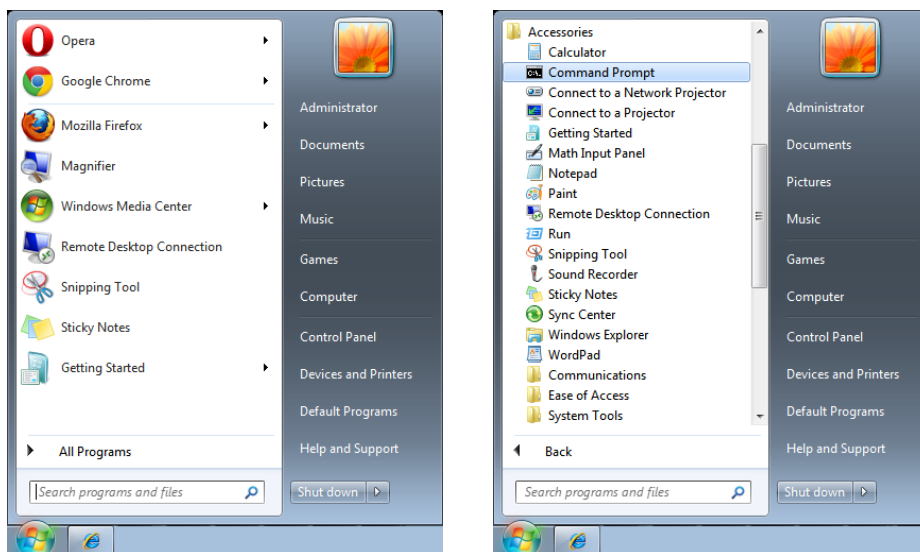 Opera
Google Chrome
Mozilla Firefox
Magnifier
Windows Media Center
Remote Desktop Connection
Snipping Tool
Sticky Notes
Getting Started
All Programs
Search programs and files
Administrator
Documents
Pictures
Music
Games
Computer
Control Panel
Devices and Printers
Default Programs
Help and Support
Shut down
Accessories
Calculator
C:\.
Command Prompt
Connect to a Network Projector
Connect to a Projector
Getting Started
Math Input Panel
Notepad
Paint
Remote Desktop Connection
Run
Snipping Tool
Sound Recorder
Sticky Notes
Sync Center
Windows Explorer
WordPad
Communications
Ease of Access
System Tools
Back
Search programs and files
Administrator
Documents
Pictures
Music
Games
Computer
Control Panel
Devices and Printers
Default Programs
Help and Support
Shut down